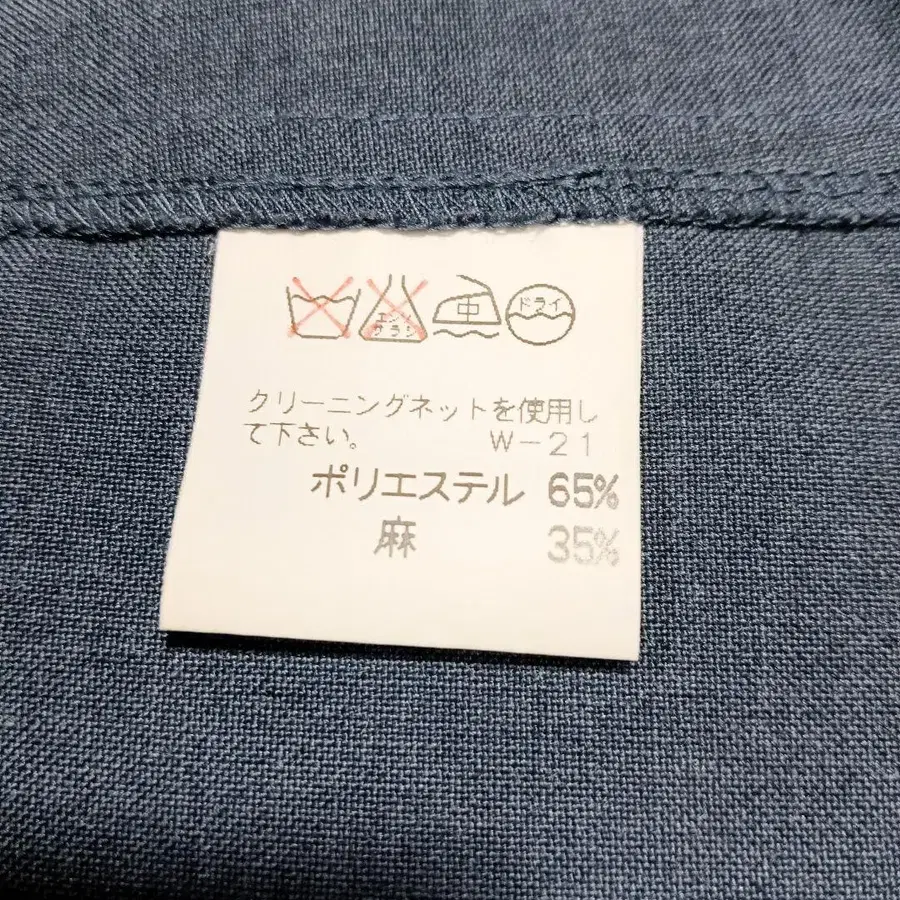 エンソ
サラシ
中
ドライ
クリーニングネットを使用し
て下さい。 W-21
ポリエステル 65%
麻 35%